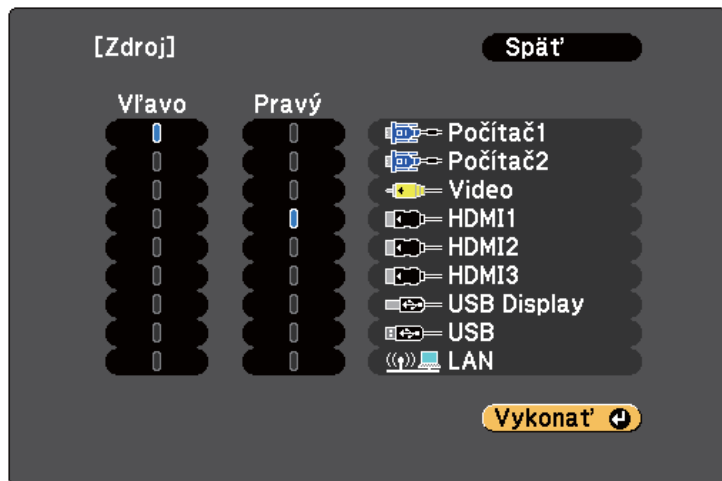 [Zdroj] Späť
Vľavo Pravý
Počítač1
Počítač2
Video
HDMI1
HDMI2
HDMI3
USB Display
USB
LAN
Vykonať